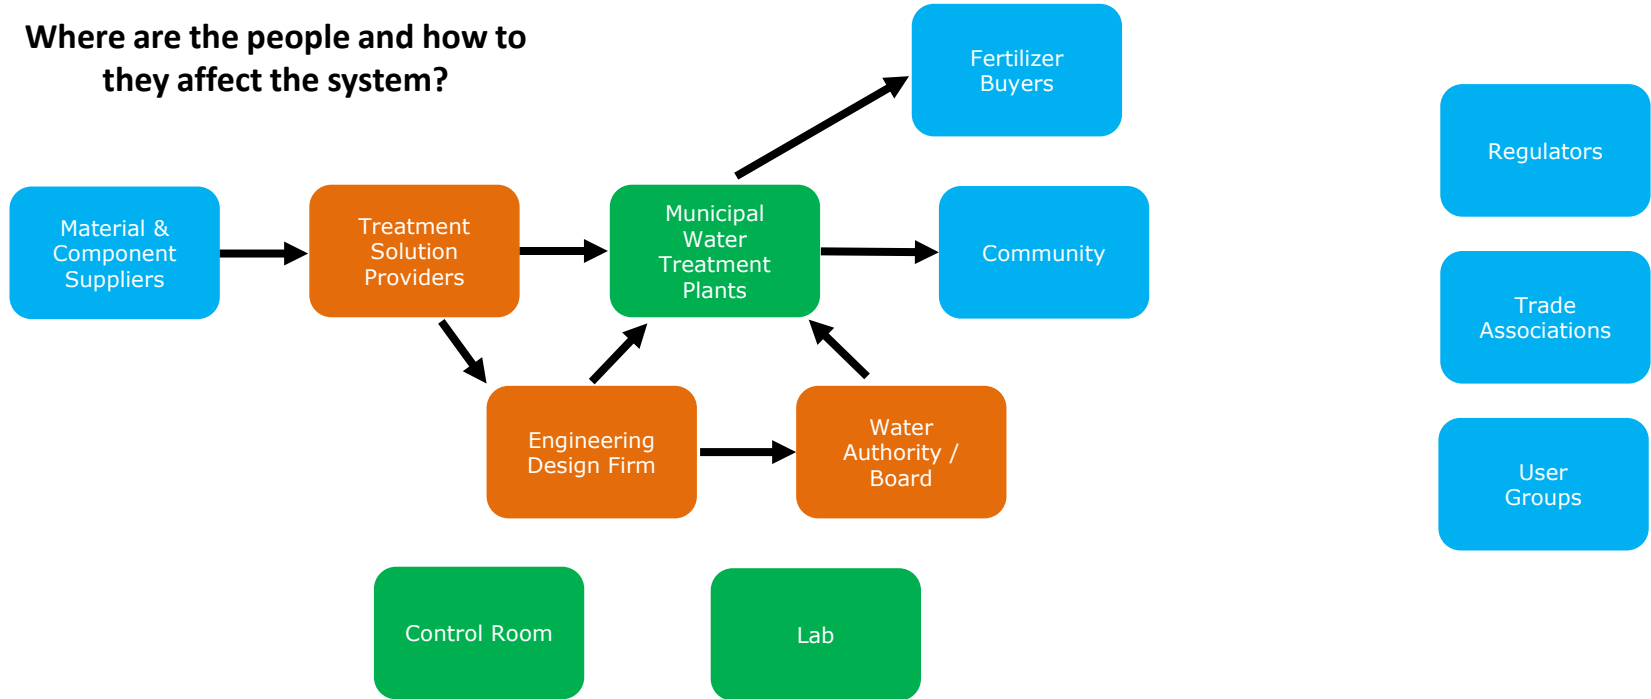 Where are the people and how to
they affect the system?
Fertilizer
Buyers
Regulators
Material &
Component
Suppliers
Treatment
Solution
Providers
Municipal
Water
Treatment
Plants
Community
Trade
Associations
Engineering
Design Firm
Water
Authority /
Board
User
Groups
Control Room
Lab